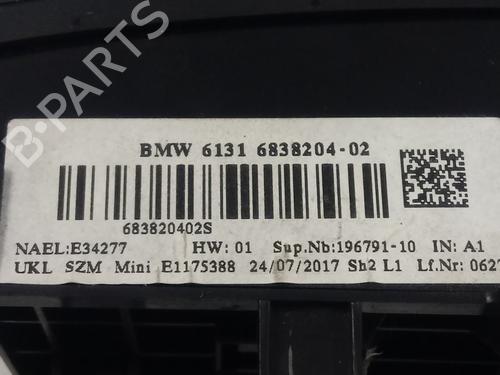 B-PARTS
BMW 6131 6838204-02
683820402S
NAEL:E34277 HW: 01 Sup.Nb:196791-10 IN: A1
UKL SZM Mini E1175388 24/07/2017 Sh2 L1 Lf.Nr: 0627